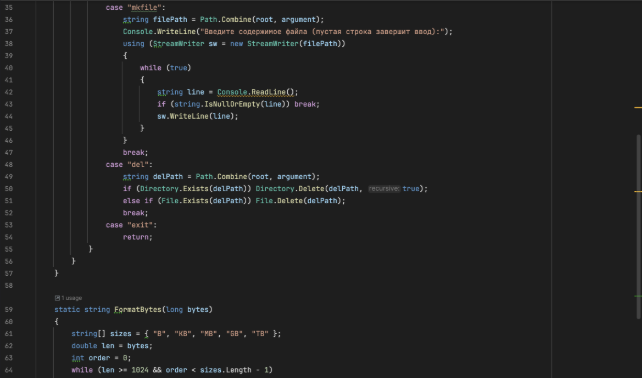 35 case "mkfile":
36 string filePath = Path.Combine(root, argument);
37 Console.WriteLine("Введите содержимое файла (пустая строка завершит ввод):");
38 using (StreamWriter sw = new StreamWriter(filePath))
39 {
40 while (true)
41 {
42 string line = Console.ReadLine();
43 if (string.IsNullOrEmpty(line)) break;
44 sw.WriteLine(line);
45 }
46 }
47 break;
48 case "del":
49 string delPath = Path.Combine(root, argument);
50 if (Directory.Exists(delPath)) Directory.Delete(delPath, recursive: true);
51 else if (File.Exists(delPath)) File.Delete(delPath);
52 break;
53 case "exit":
54 return;
55 }
56 }
57 }
58
1 usage
59 static string FormatBytes(long bytes)
60 {
61 string[] sizes = { "B", "KB", "MB", "GB", "TB" };
62 double len = bytes;
63 int order = 0;
64 while (len >= 1024 && order < sizes.Length - 1)